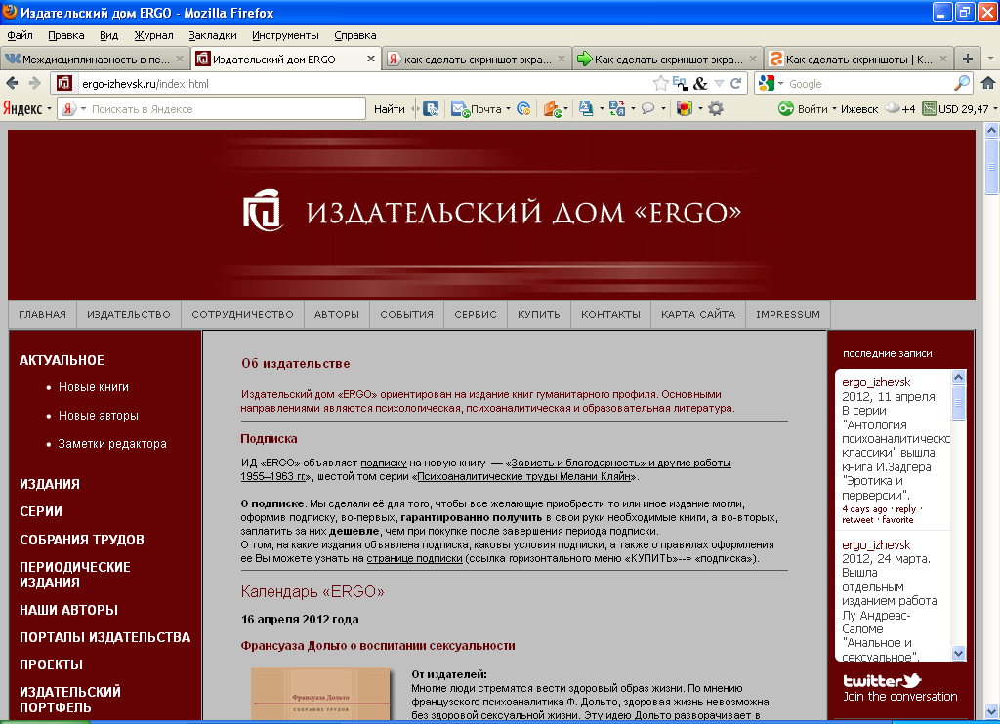 Издательский дом ERGO - Mozilla Firefox
Файл Правка Вид Журнал Закладки Инструменты Справка
Междисциплинарность в пе...
Издательский дом ERGO
как сделать скриншот экра...
Как сделать скриншот экра...
Как сделать скриншоты | К...
ergo-izhevsk.ru/index.html
Google
Яндекс Поискать в Яндексе Найти Почта Войти Ижевск +4 USD 29,47
ИЗДАТЕЛЬСКИЙ ДОМ «ERGO»
ГЛАВНАЯ ИЗДАТЕЛЬСТВО СОТРУДНИЧЕСТВО АВТОРЫ СОБЫТИЯ СЕРВИС КУПИТЬ КОНТАКТЫ КАРТА САЙТА IMPRESSUM
АКТУАЛЬНОЕ
• Новые книги
• Новые авторы
• Заметки редактора
ИЗДАНИЯ
СЕРИИ
СОБРАНИЯ ТРУДОВ
ПЕРИОДИЧЕСКИЕ
ИЗДАНИЯ
НАШИ АВТОРЫ
ПОРТАЛЫ ИЗДАТЕЛЬСТВА
ПРОЕКТЫ
ИЗДАТЕЛЬСКИЙ
ПОРТФЕЛЬ
Об издательстве
Издательский дом «ERGO» ориентирован на издание книг гуманитарного профиля. Основными
направлениями являются психологическая, психоаналитическая и образовательная литература.
Подписка
ИД «ERGO» объявляет подписку на новую книгу — «Зависть и благодарность» и другие работы
1955–1963 гг», шестой том серии «Психоаналитические труды Мелани Кляйн».
О подписке. Мы сделали её для того, чтобы все желающие приобрести то или иное издание могли,
оформив подписку, во-первых, гарантированно получить в свои руки необходимые книги, а во-вторых,
заплатить за них дешевле, чем при покупке после завершения периода подписки.
О том, на какие издания объявлена подписка, каковы условия подписки, а также о правилах оформления
ее Вы можете узнать на странице подписки (ссылка горизонтального меню «КУПИТЬ»--> «подписка»).
Календарь «ERGO»
16 апреля 2012 года
Франсуаза Дольто о воспитании сексуальности
Франсуаза Дольто
СОБРАНИЕ ТРУДОВ
От издателей:
Многие люди стремятся вести здоровый образ жизни. По мнению
французского психоаналитика Ф. Дольто, здоровая жизнь невозможна
без здоровой сексуальной жизни. Эту идею Дольто разворачивает в
последние записи
ergo_izhevsk
2012, 11 апреля.
В серии
"Антология
психоаналитическо
классики" вышла
книга И.Задгера
"Эротика и
перверсии".
4 days ago · reply ·
retweet · favorite
ergo_izhevsk
2012, 24 марта.
Вышла
отдельным
изданием работа
Лу Андреас-
Саломе
"Анальное и
сексуальное".
twitter
Join the conversation